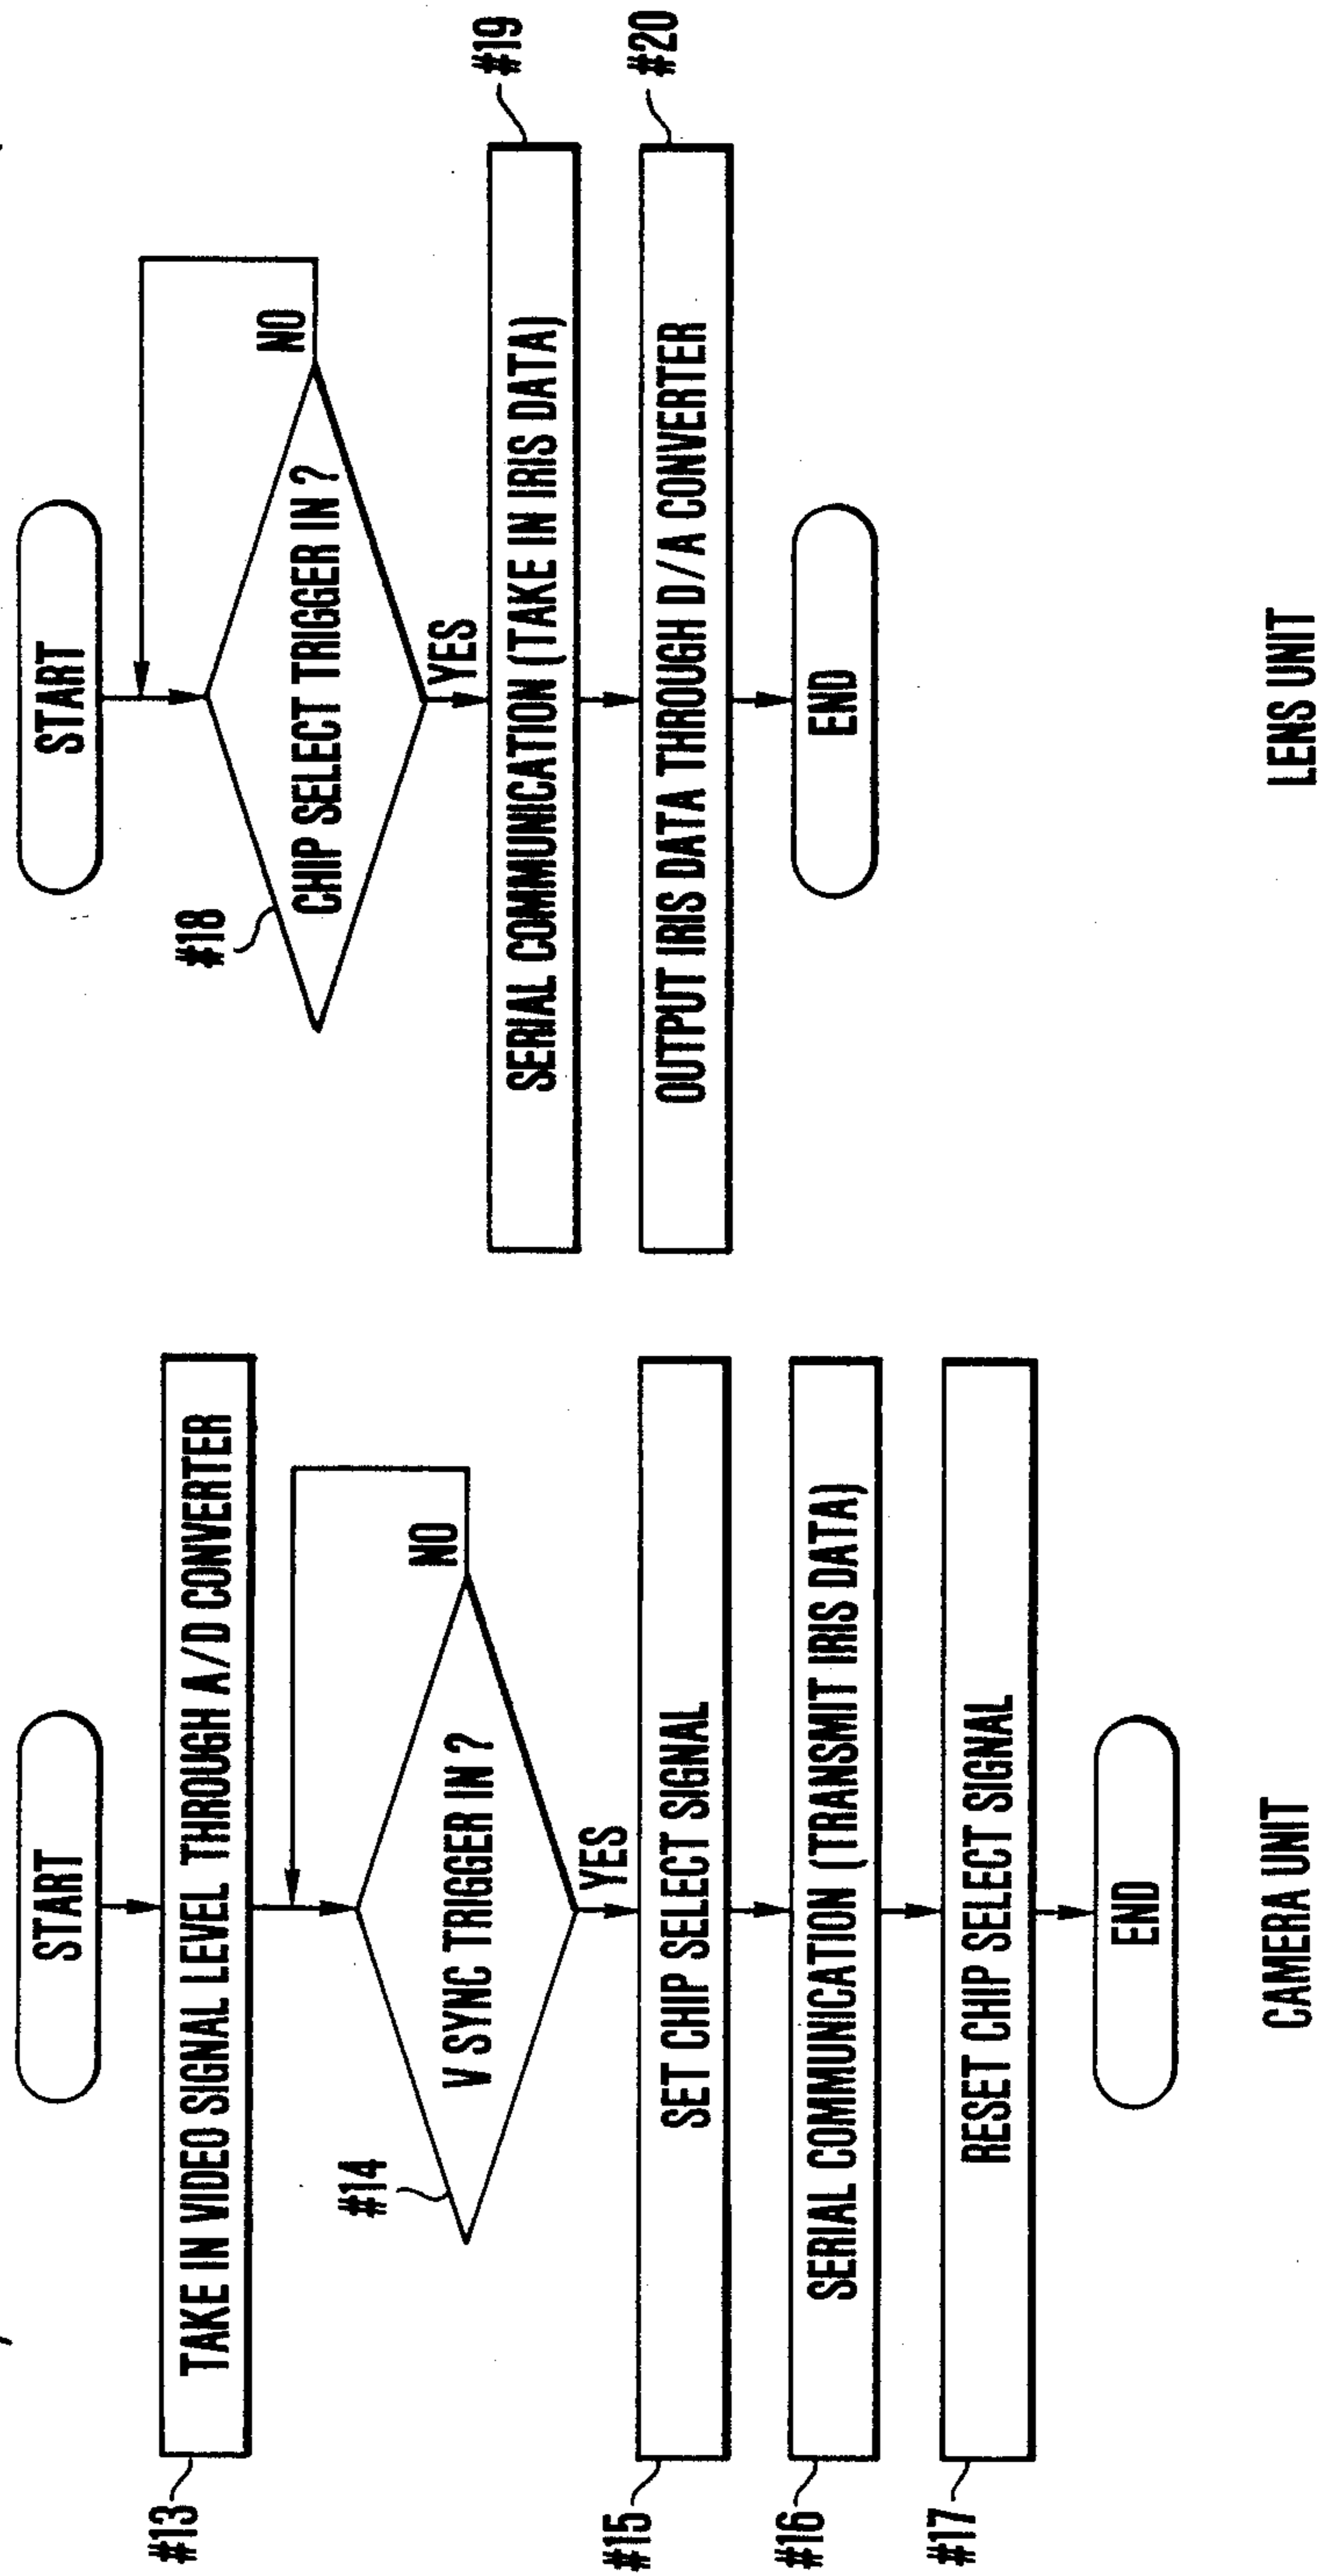 START
#13
TAKE IN VIDEO SIGNAL LEVEL THROUGH A/D CONVERTER
#14
V SYNC TRIGGER IN ?
NO
YES
#15
SET CHIP SELECT SIGNAL
#16
SERIAL COMMUNICATION (TRANSMIT IRIS DATA)
#17
RESET CHIP SELECT SIGNAL
END
CAMERA UNIT
START
#18
CHIP SELECT TRIGGER IN ?
NO
YES
SERIAL COMMUNICATION (TAKE IN IRIS DATA)
#19
OUTPUT IRIS DATA THROUGH D/A CONVERTER
#20
END
LENS UNIT